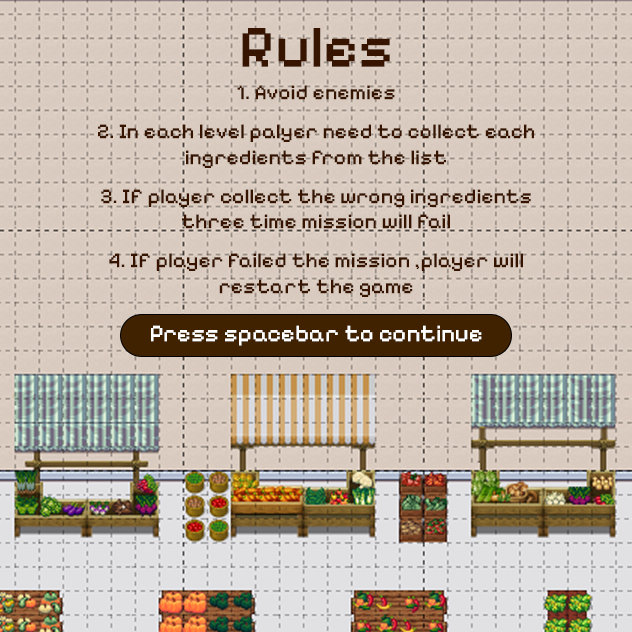 Rules
1. Avoid enemies
2. In each level palyer need to collect each
ingredients from the list
3. If player collect the wrong ingredients
three time mission will fail
4. If player failed the mission ,player will
restart the game
Press spacebar to continue